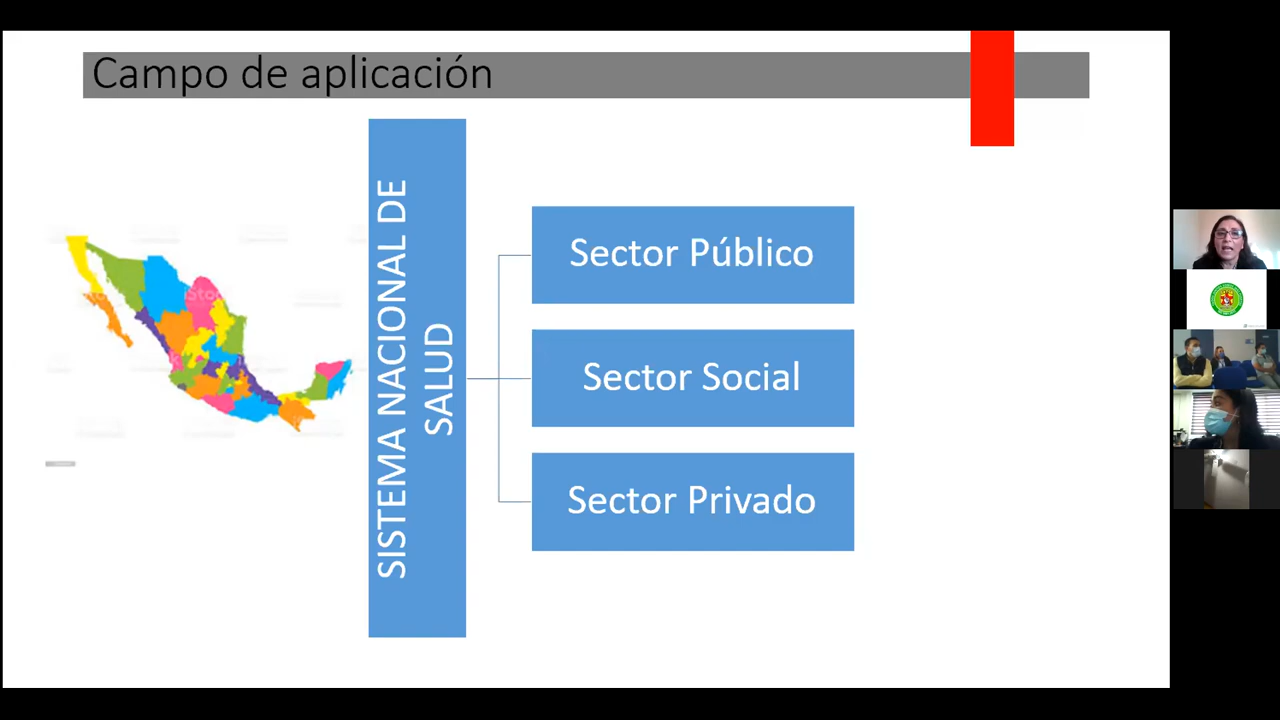 Campo de aplicación
SISTEMA NACIONAL DE
SALUD
Sector Público
Sector Social
Sector Privado